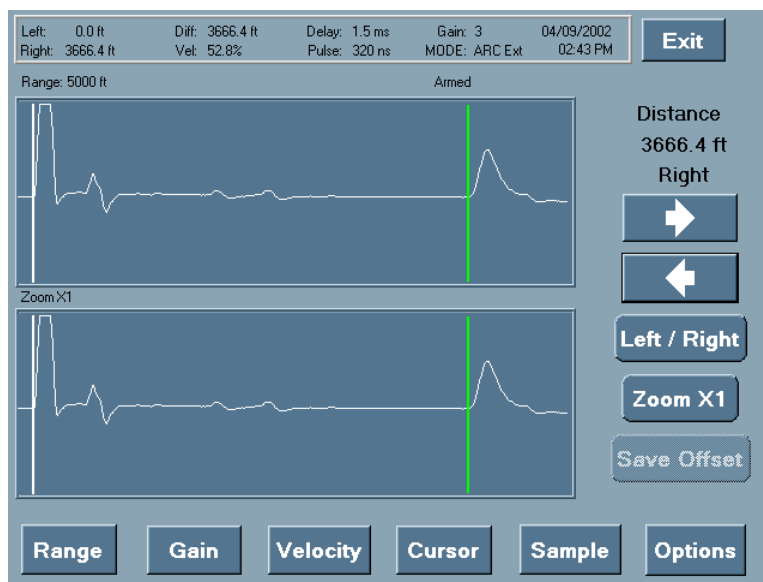 Left: 0.0 ft Diff: 3666.4 ft Delay: 1.5 ms Gain: 3 04/09/2002
Right: 3666.4 ft Vel: 52.8% Pulse: 320 ns MODE: ARC Ext 02:43 PM
Exit
Range: 5000 ft Armed
Distance
3666.4 ft
Right
Zoom X1
Left / Right
Zoom X1
Save Offset
Range Gain Velocity Cursor Sample Options